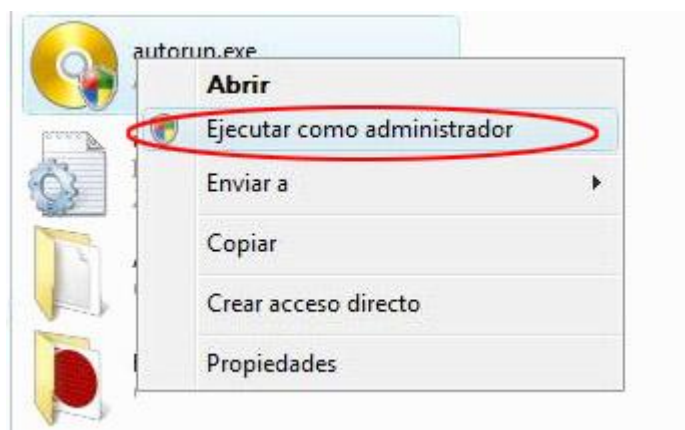 autorun.exe
Abrir
Ejecutar como administrador
Enviar a
Copiar
Crear acceso directo
Propiedades